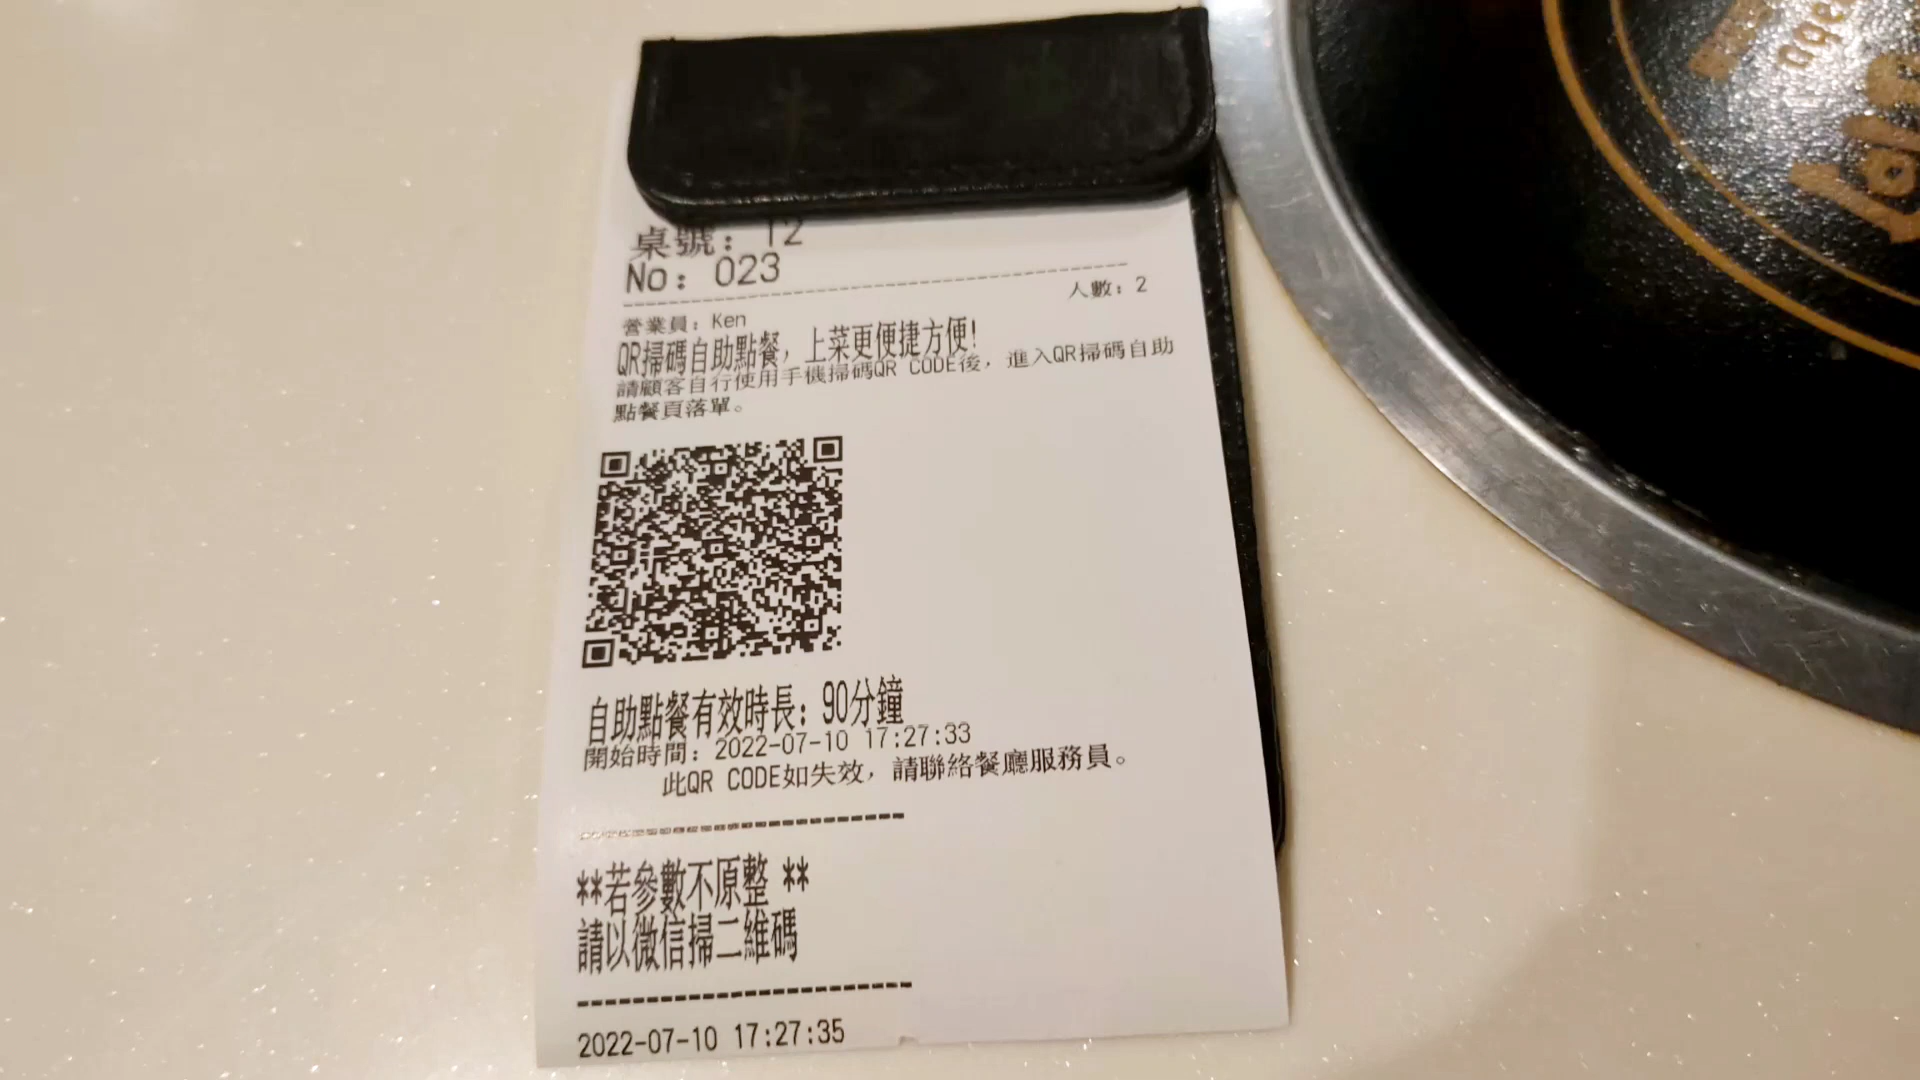 桌號： T2
No： 023
人數：2
營業員：Ken
QR掃碼自助點餐，上菜更便捷方便!
請顧客自行使用手機掃碼QR CODE後，進入QR掃碼自助
點餐頁落單。
自助點餐有效時長：90分鐘
開始時間：2022-07-10 17:27:33
此QR CODE如失效，請聯絡餐廳服務員。
**若參數不原整 **
請以微信掃二維碼
2022-07-10 17:27:35